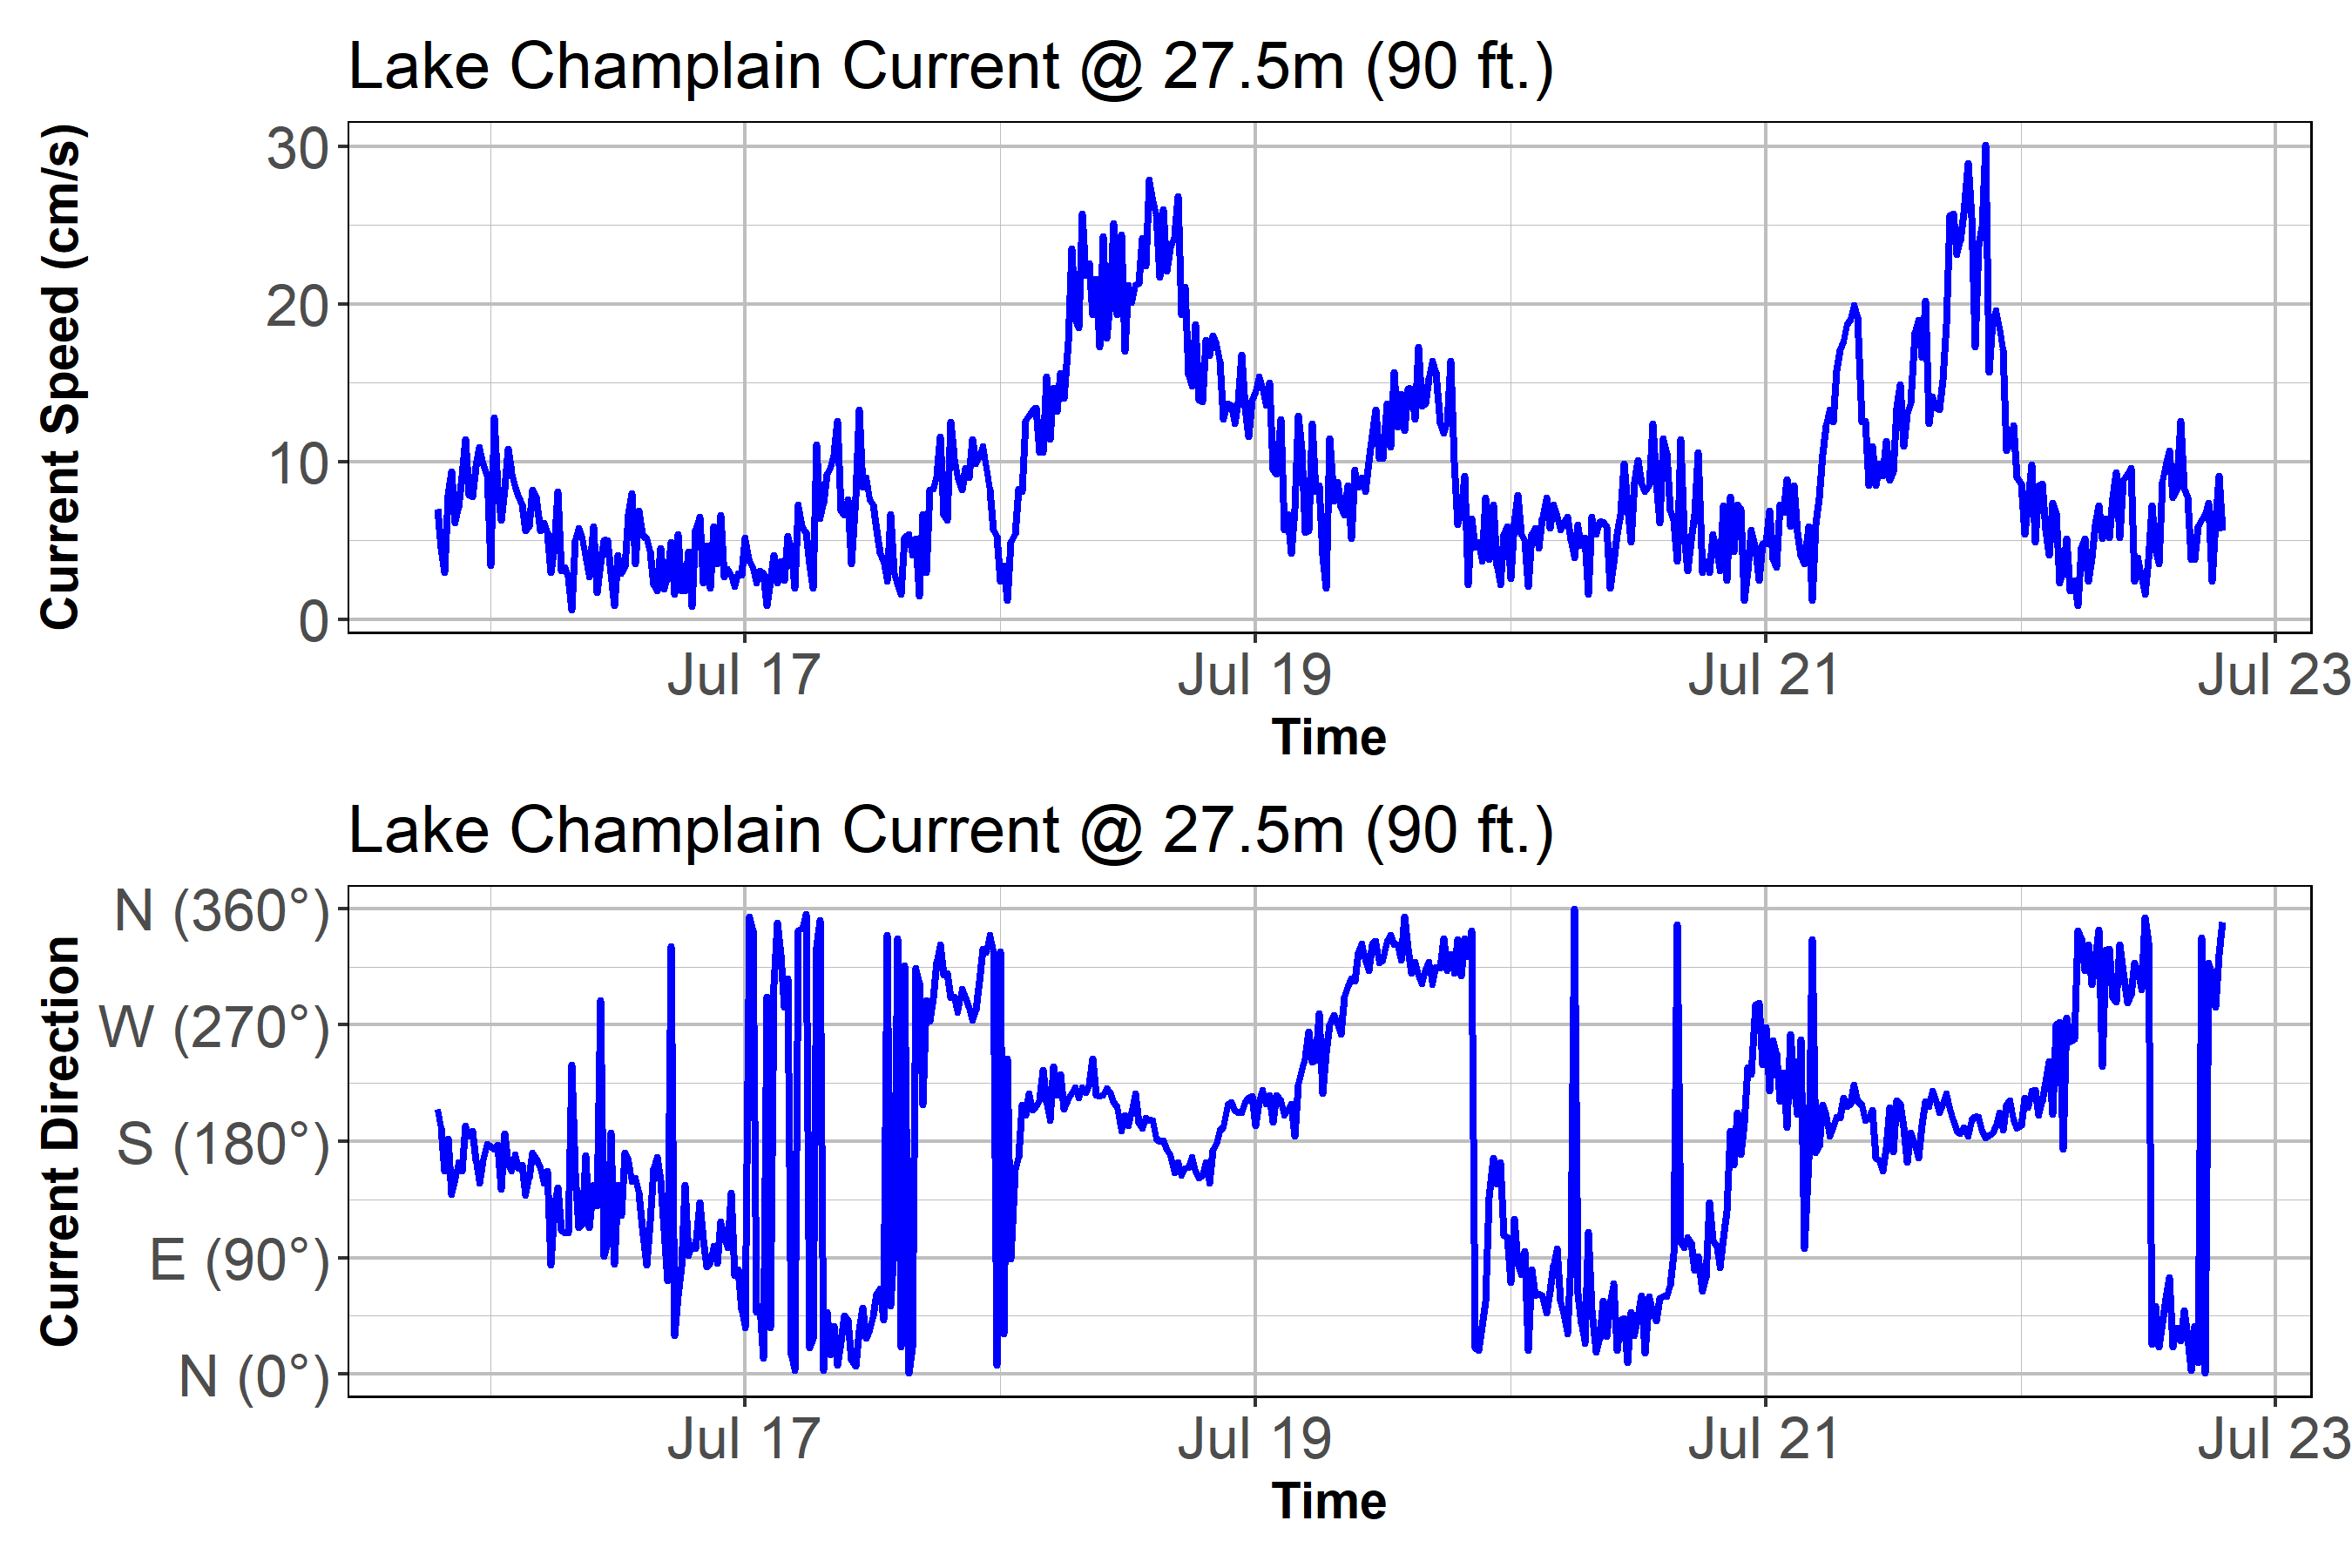 Lake Champlain Current @ 27.5m (90 ft.)
Current Speed (cm/s)
30
20
10
0
Jul 17 Jul 19 Jul 21 Jul 23
Time
Lake Champlain Current @ 27.5m (90 ft.)
Current Direction
N (360°)
W (270°)
S (180°)
E (90°)
N (0°)
Jul 17 Jul 19 Jul 21 Jul 23
Time